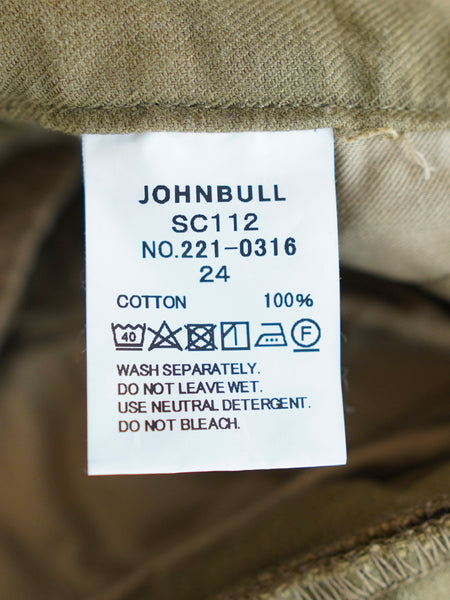 JOHNBULL
SC112
NO.221-0316
24
COTTON 100%
40 F
WASH SEPARATELY.
DO NOT LEAVE WET.
USE NEUTRAL DETERGENT.
DO NOT BLEACH.